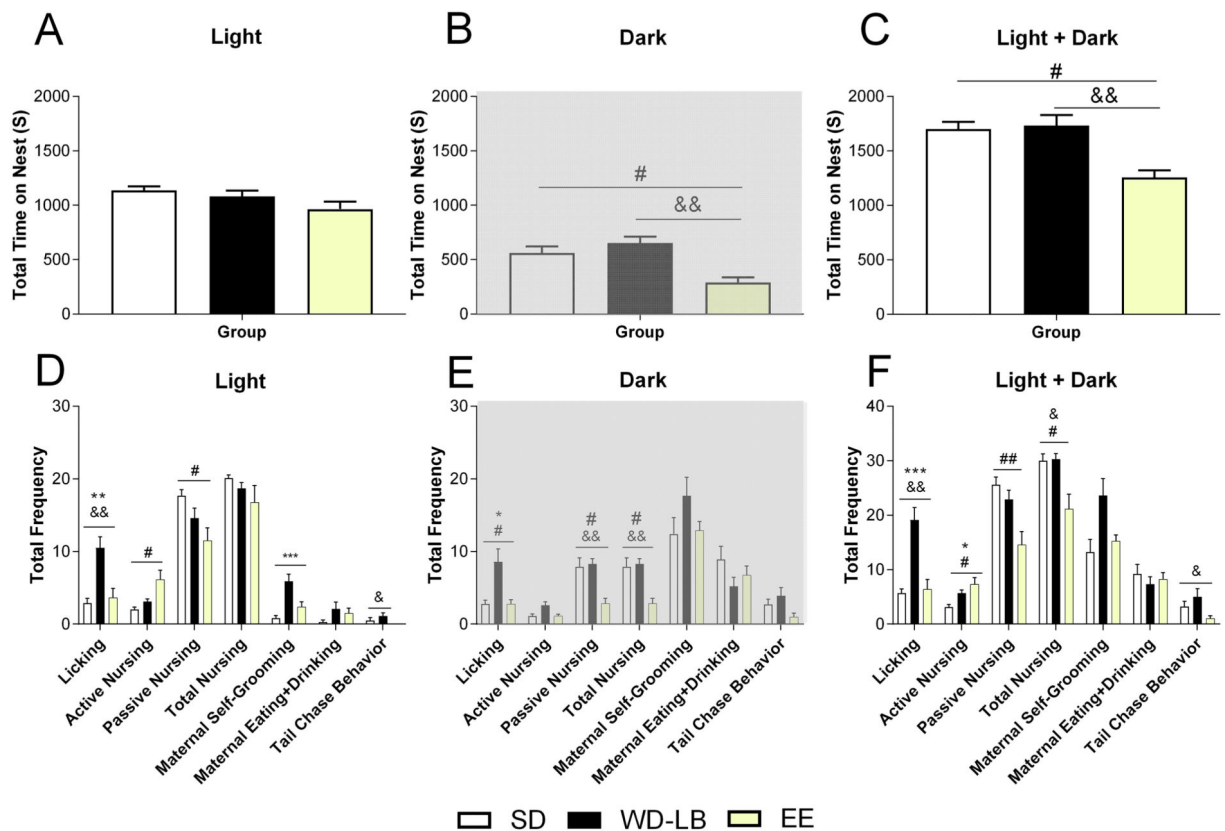 A
Light
Total Time on Nest (S)
2000
1500
1000
500
0
Group
B
Dark
Total Time on Nest (S)
2000
1500
1000
500
0
#
&&
Group
C
Light + Dark
Total Time on Nest (S)
2000
1500
1000
500
0
#
&&
Group
D
Light
Total Frequency
30
20
10
0
**
&&
#
#
***
&
Licking
Active Nursing
Passive Nursing
Total Nursing
Maternal Self-Grooming
Maternal Eating+Drinking
Tail Chase Behavior
E
Dark
Total Frequency
30
20
10
0
*
#
#
&&
#
&&
Licking
Active Nursing
Passive Nursing
Total Nursing
Maternal Self-Grooming
Maternal Eating+Drinking
Tail Chase Behavior
F
Light + Dark
Total Frequency
40
30
20
10
0
***
&&
*
#
##
&
#
&
Licking
Active Nursing
Passive Nursing
Total Nursing
Maternal Self-Grooming
Maternal Eating+Drinking
Tail Chase Behavior
SD WD-LB EE